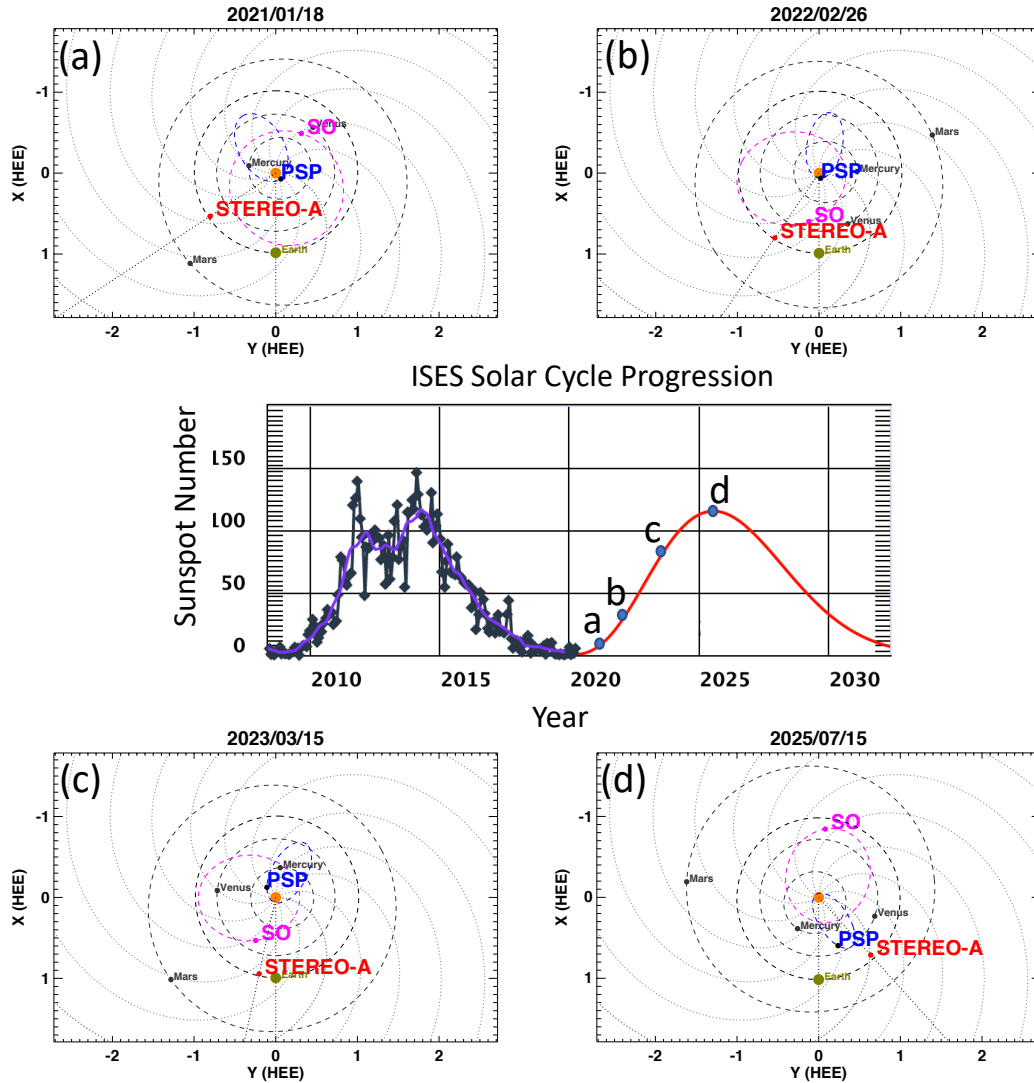 2021/01/18
(a)
X (HEE)
-1
0
1
SO
Venus
Mercury
PSP
STEREO-A
Mars
Earth
-2 -1 0 1 2
Y (HEE)
2022/02/26
(b)
X (HEE)
-1
0
1
Mars
PSP
Mercury
SO
Venus
STEREO-A
Earth
-2 -1 0 1 2
Y (HEE)
ISES Solar Cycle Progression
Sunspot Number
150
100
50
0
a
b
c
d
2010 2015 2020 2025 2030
Year
2023/03/15
(c)
X (HEE)
-1
0
1
Mercury
PSP
Venus
SO
STEREO-A
Mars
Earth
-2 -1 0 1 2
Y (HEE)
2025/07/15
(d)
X (HEE)
-1
0
1
SO
Mars
Venus
Mercury
PSP
STEREO-A
Earth
-2 -1 0 1 2
Y (HEE)